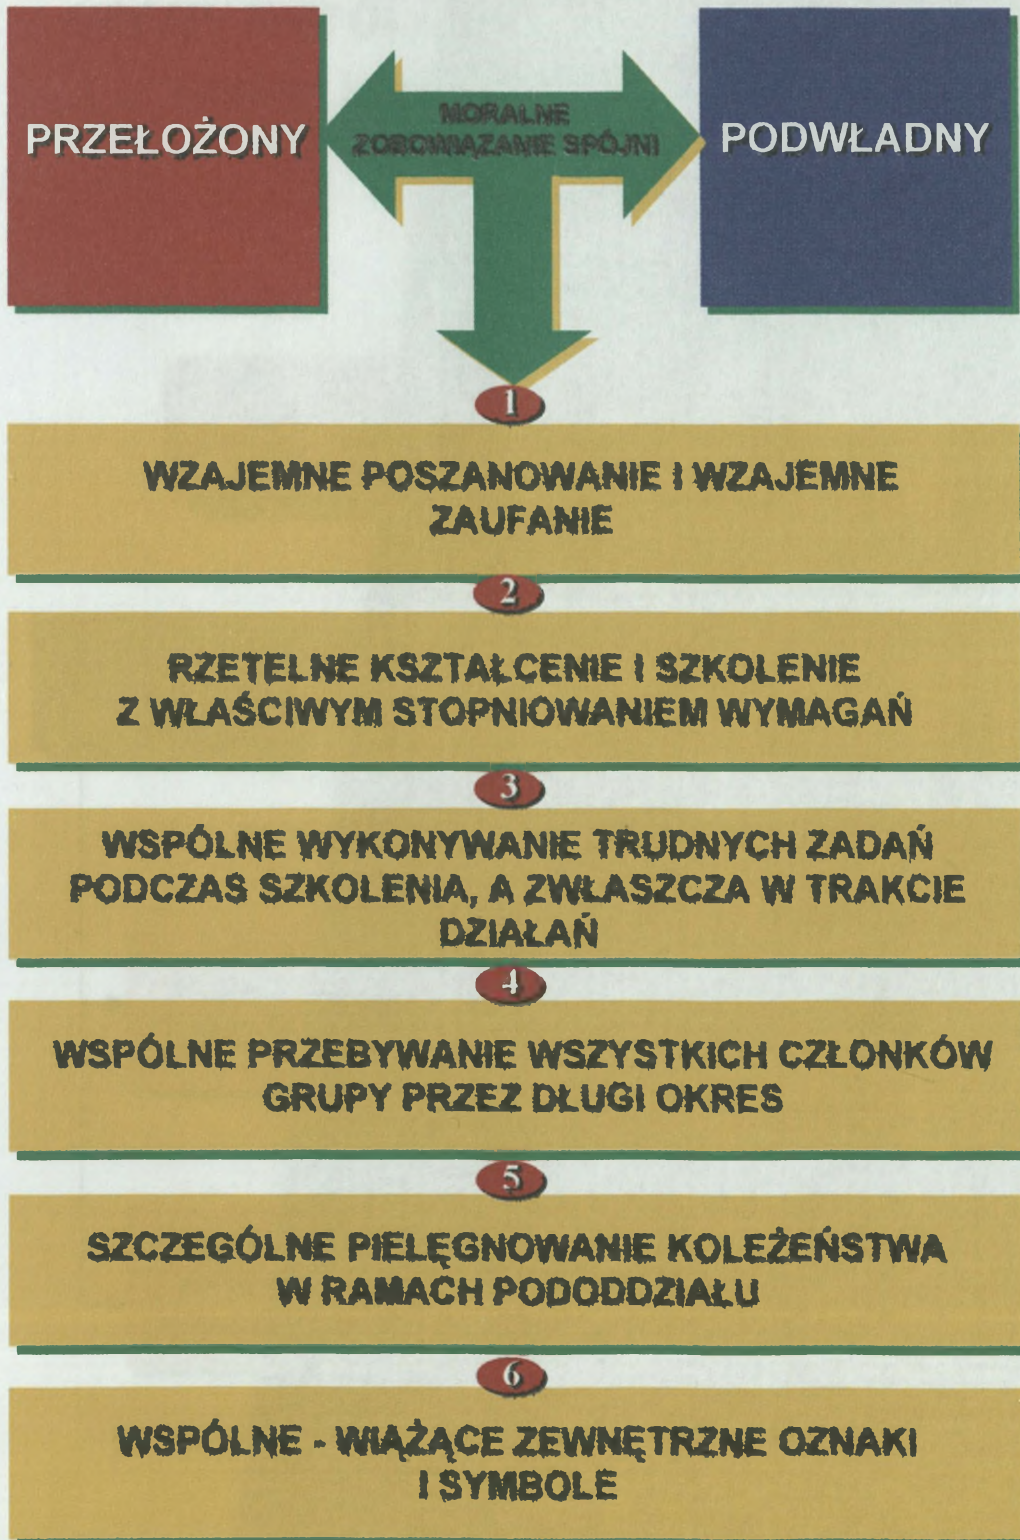 PRZEŁOŻONY
MORALNE
ZOBOWIĄZANIE SPÓJNI
PODWŁADNY
1
WZAJEMNE POSZANOWANIE I WZAJEMNE
ZAUFANIE
2
RZETELNE KSZTAŁCENIE I SZKOLENIE
Z WŁAŚCIWYM STOPNIOWANIEM WYMAGAŃ
3
WSPÓLNE WYKONYWANIE TRUDNYCH ZADAŃ
PODCZAS SZKOLENIA, A ZWŁASZCZA W TRAKCIE
DZIAŁAŃ
4
WSPÓLNE PRZEBYWANIE WSZYSTKICH CZŁONKÓW
GRUPY PRZEZ DŁUGI OKRES
5
SZCZEGÓLNE PIELĘGNOWANIE KOLEŻEŃSTWA
W RAMACH PODODDZIAŁU
6
WSPÓLNE - WIĄŻĄCE ZEWNĘTRZNE OZNAKI
I SYMBOLE